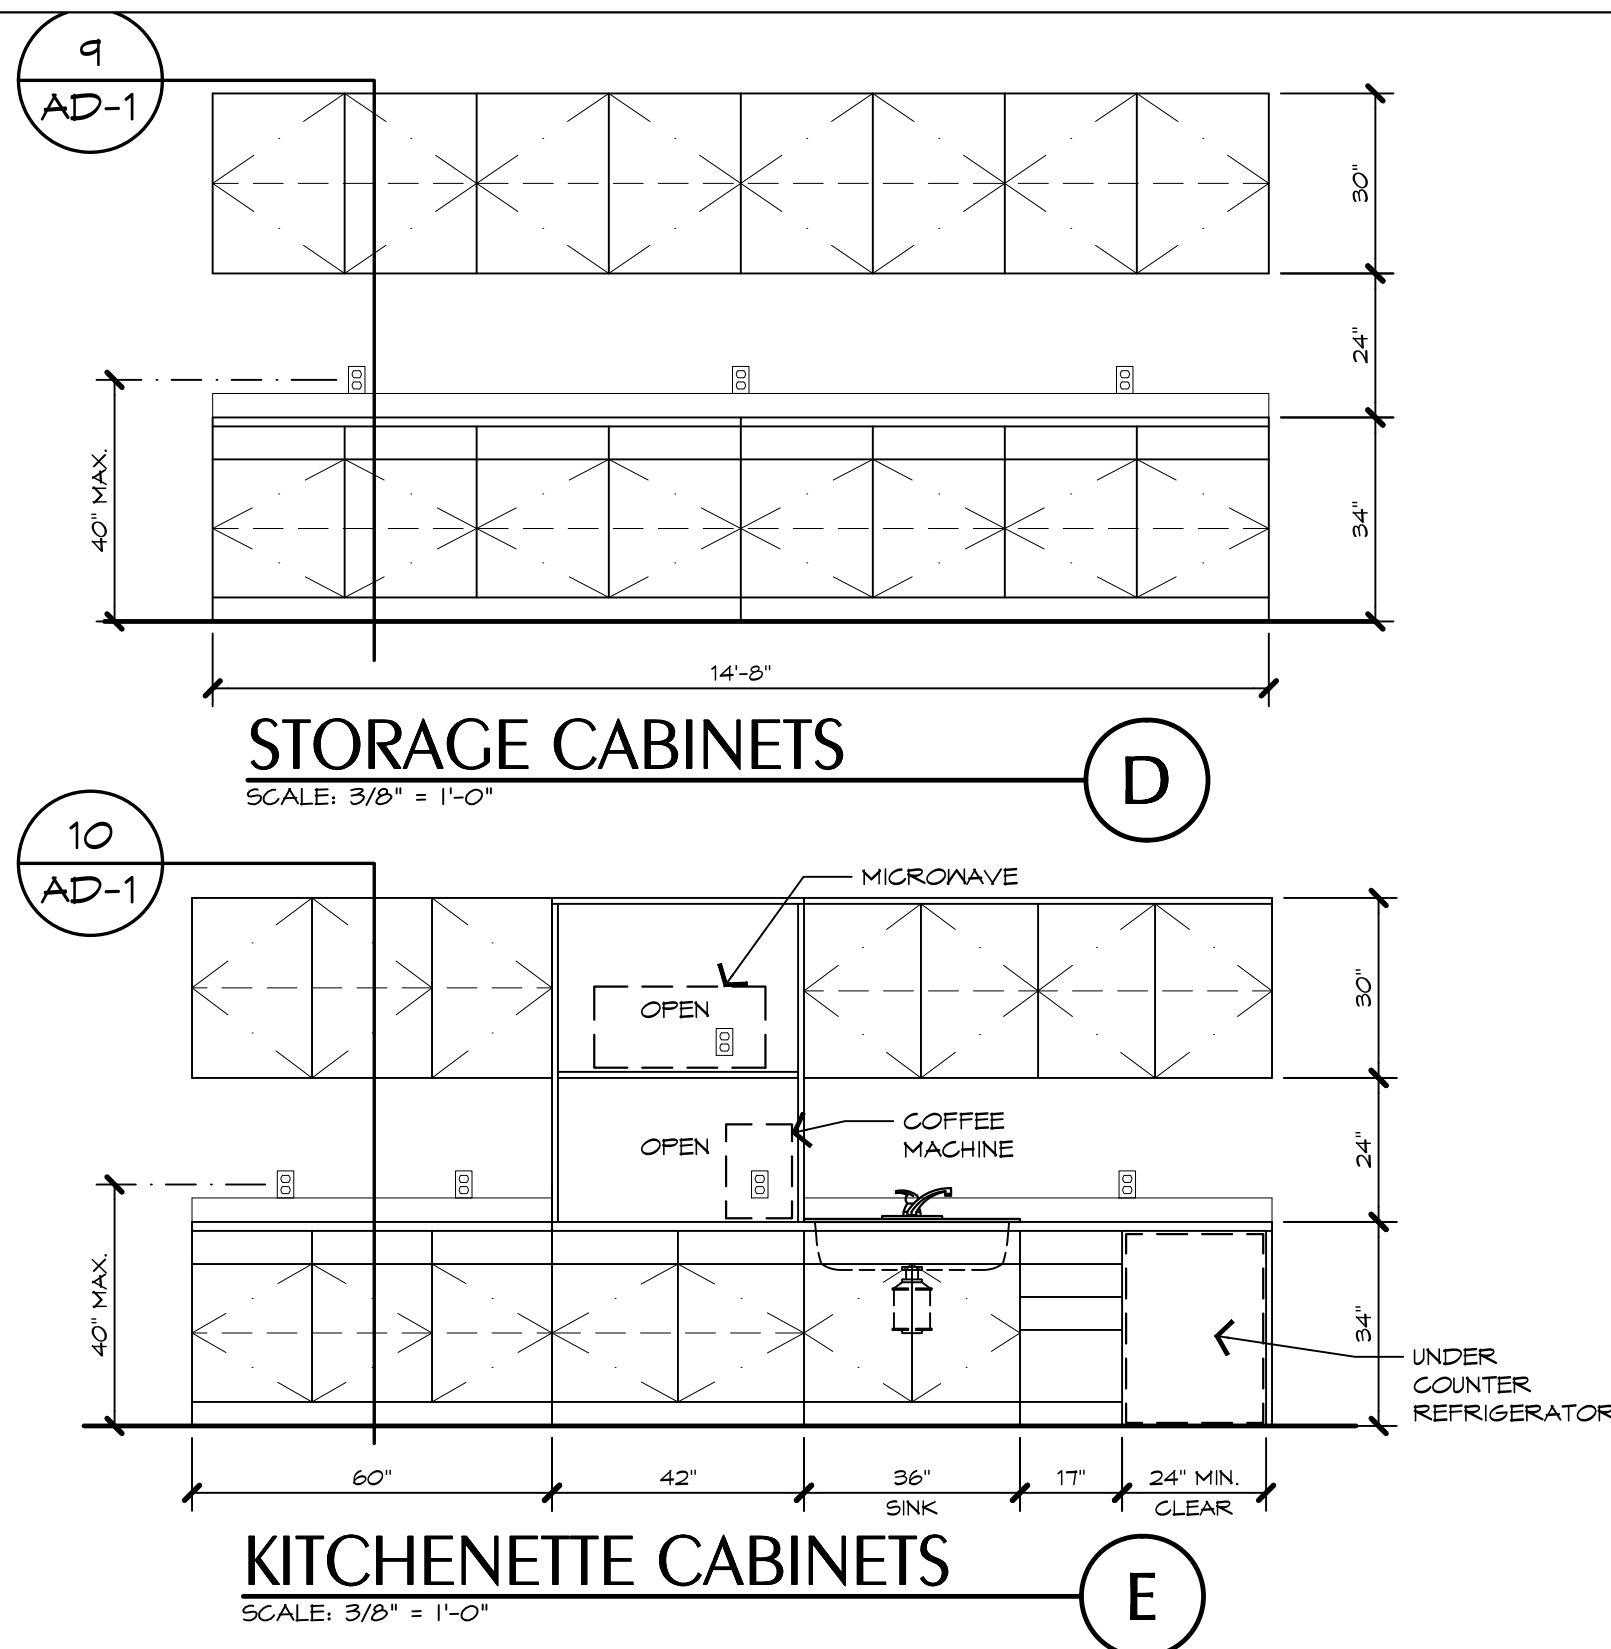 9
AD-1
30"
24"
40" MAX.
34"
14'-8"
STORAGE CABINETS
D
SCALE: 3/8" = 1'-0"
10
AD-1
MICROWAVE
30"
OPEN
COFFEE
MACHINE
OPEN
24"
40" MAX.
34"
UNDER
COUNTER
REFRIGERATOR
60"
42"
36"
SINK
17"
24" MIN.
CLEAR
KITCHENETTE CABINETS
E
SCALE: 3/8" = 1'-0"